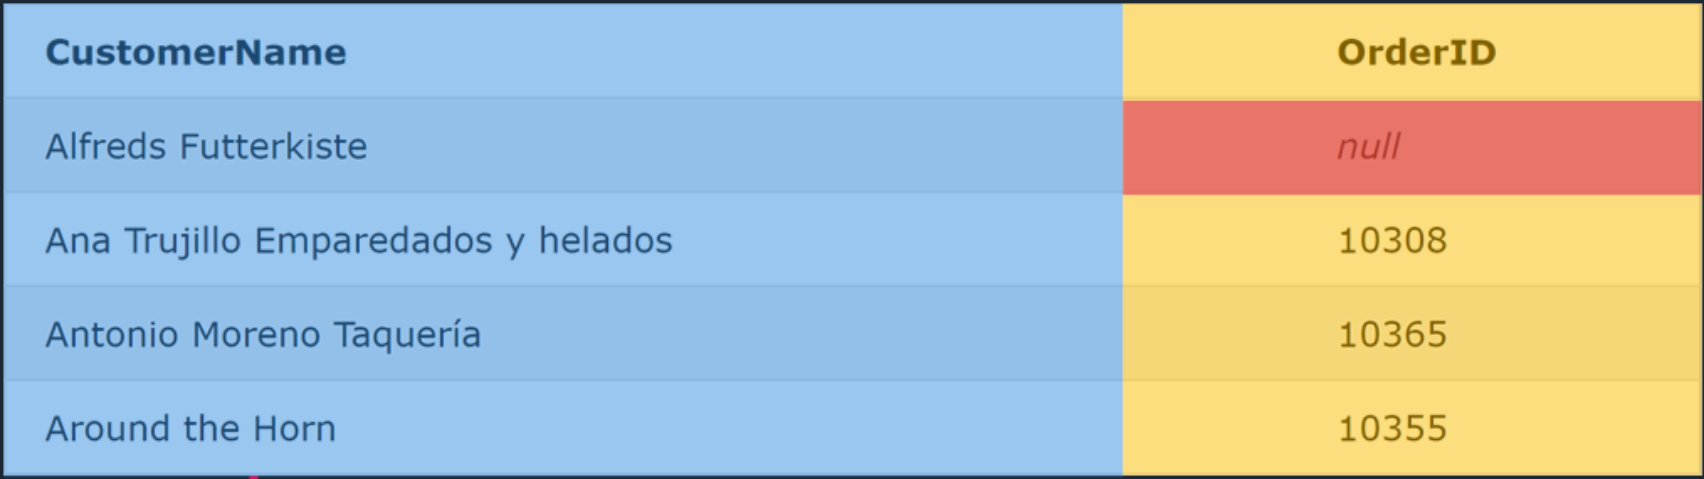 CustomerName OrderID
Alfreds Futterkiste null
Ana Trujillo Emparedados y helados 10308
Antonio Moreno Taquería 10365
Around the Horn 10355